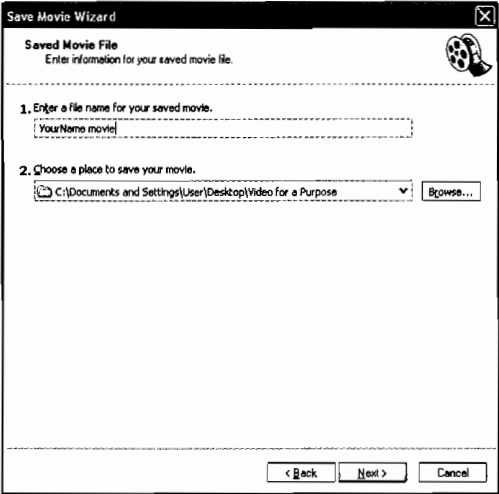 Save Movie Wizard
Saved Movie File
Enter information for your saved movie file.
1. Enter a file name for your saved movie.
YourName movie
2. Choose a place to save your movie.
C:\Documents and Settings\User\Desktop\Video for a Purpose
Browse...
< Back
Next >
Cancel